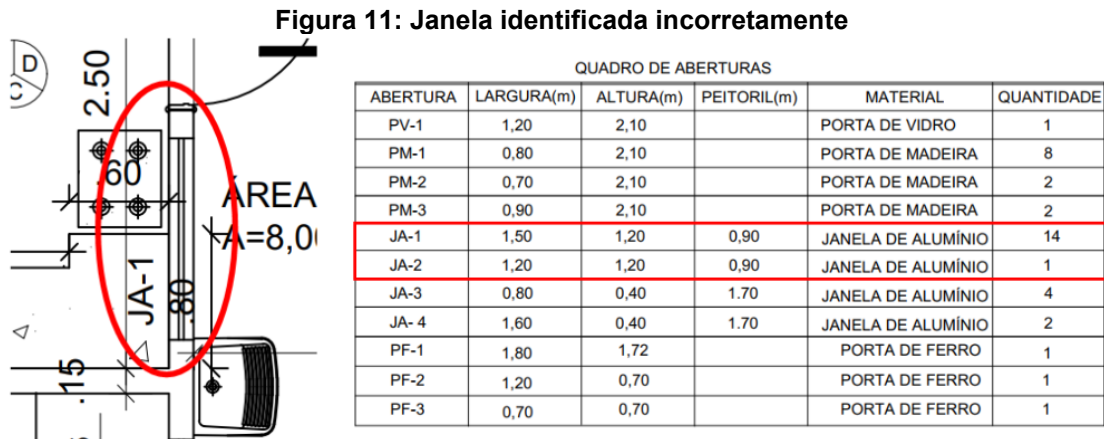 Figura 11: Janela identificada incorretamente
D
C
2.50
.60
ÁREA
A=8,0
JA-1
.80
.15
QUADRO DE ABERTURAS
ABERTURA LARGURA(m) ALTURA(m) PEITORIL(m) MATERIAL QUANTIDADE
PV-1 1,20 2,10 PORTA DE VIDRO 1
PM-1 0,80 2,10 PORTA DE MADEIRA 8
PM-2 0,70 2,10 PORTA DE MADEIRA 2
PM-3 0,90 2,10 PORTA DE MADEIRA 2
JA-1 1,50 1,20 0,90 JANELA DE ALUMÍNIO 14
JA-2 1,20 1,20 0,90 JANELA DE ALUMÍNIO 1
JA-3 0,80 0,40 1.70 JANELA DE ALUMÍNIO 4
JA- 4 1,60 0,40 1.70 JANELA DE ALUMÍNIO 2
PF-1 1,80 1,72 PORTA DE FERRO 1
PF-2 1,20 0,70 PORTA DE FERRO 1
PF-3 0,70 0,70 PORTA DE FERRO 1